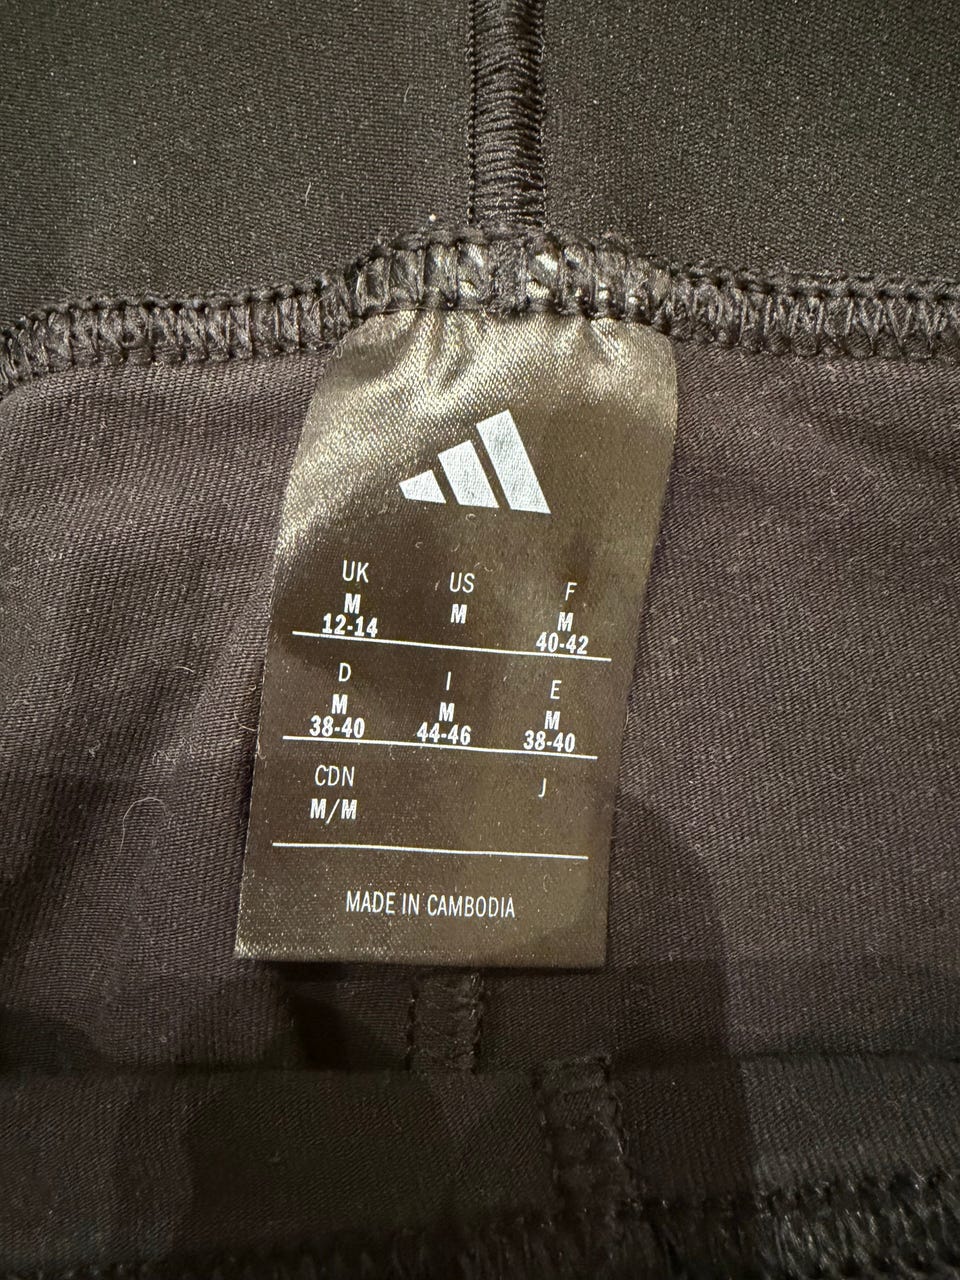 UK US F
M M M
12-14 40-42
D I E
M M M
38-40 44-46 38-40
CDN J
M/M
MADE IN CAMBODIA